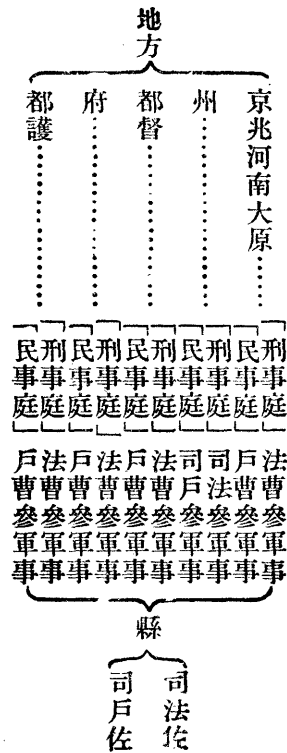 地方
京兆河南大原……
州…………
都督…………
府…………
都護…………
「刑事庭」法曹參軍事
「民事庭」戶曹參軍事
「刑事庭」司法參軍事
「民事庭」司戶參軍事
「刑事庭」法曹參軍事
「民事庭」戶曹參軍事
「刑事庭」法曹參軍事
「民事庭」戶曹參軍事
「刑事庭」法曹參軍事
「民事庭」戶曹參軍事
縣
司法佐
司戶佐